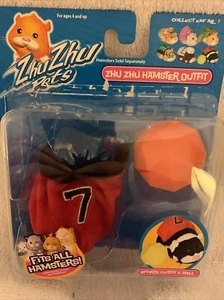 For ages 4 and up
COLLECT 'EM ALL!
Zhu Zhu
Pets
Hamsters Sold Separately
ZHU ZHU HAMSTER OUTFIT
7
FITS ALL
HAMSTERS!
SPORTY OUTFIT & BALL